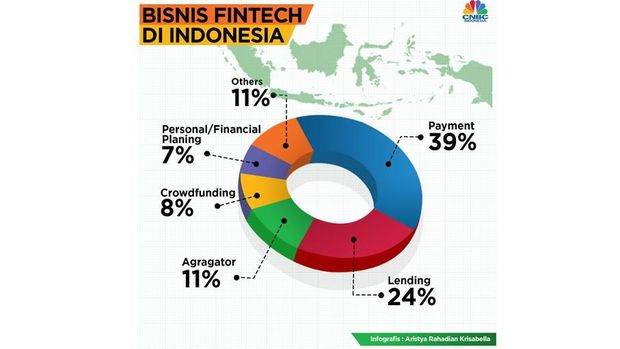 BISNIS FINTECH
DI INDONESIA
CNBC
INDONESIA
Others
11%
Payment
39%
Personal/Financial
Planing
7%
Crowdfunding
8%
Agragator
11%
Lending
24%
Infografis : Aristya Rahadian Krisabella